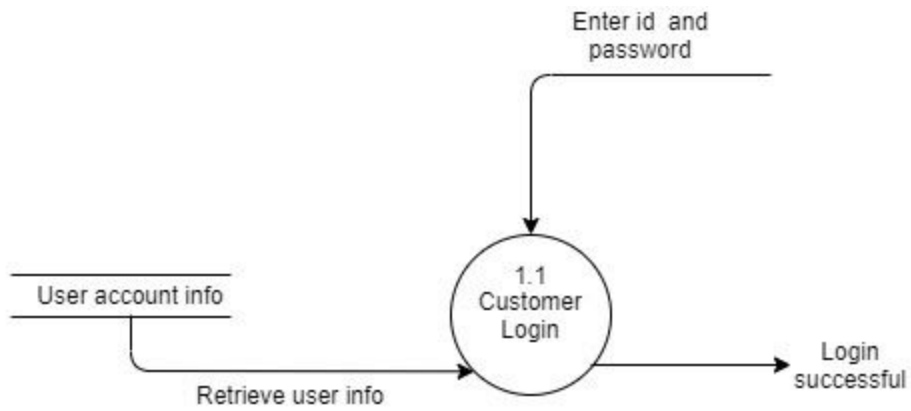 Enter id and
password
1.1
Customer
Login
User account info
Retrieve user info
Login
successful